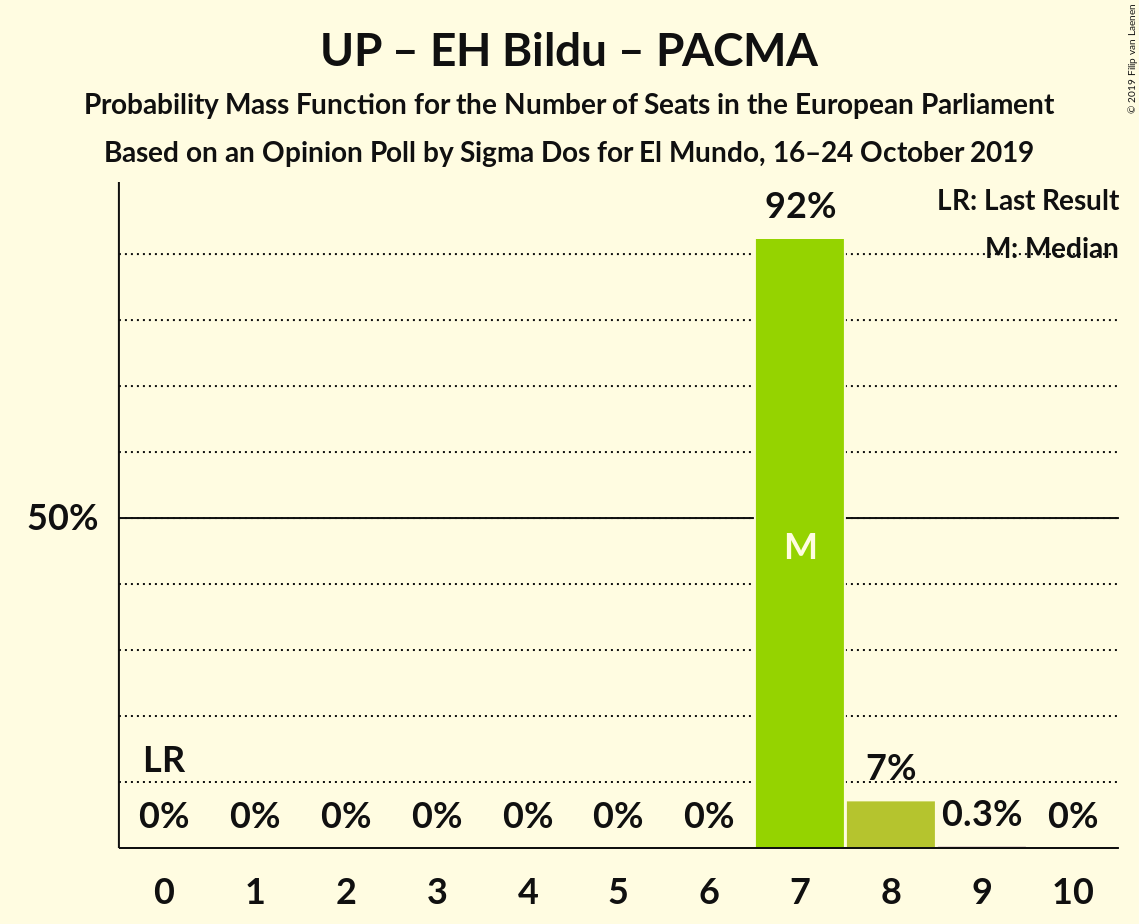 UP – EH Bildu – PACMA
Probability Mass Function for the Number of Seats in the European Parliament
Based on an Opinion Poll by Sigma Dos for El Mundo, 16–24 October 2019
© 2019 Filip van Laenen
LR: Last Result
M: Median
92%
50%
M
LR
7%
0% 0% 0% 0% 0% 0% 0% 0.3% 0%
0 1 2 3 4 5 6 7 8 9 10